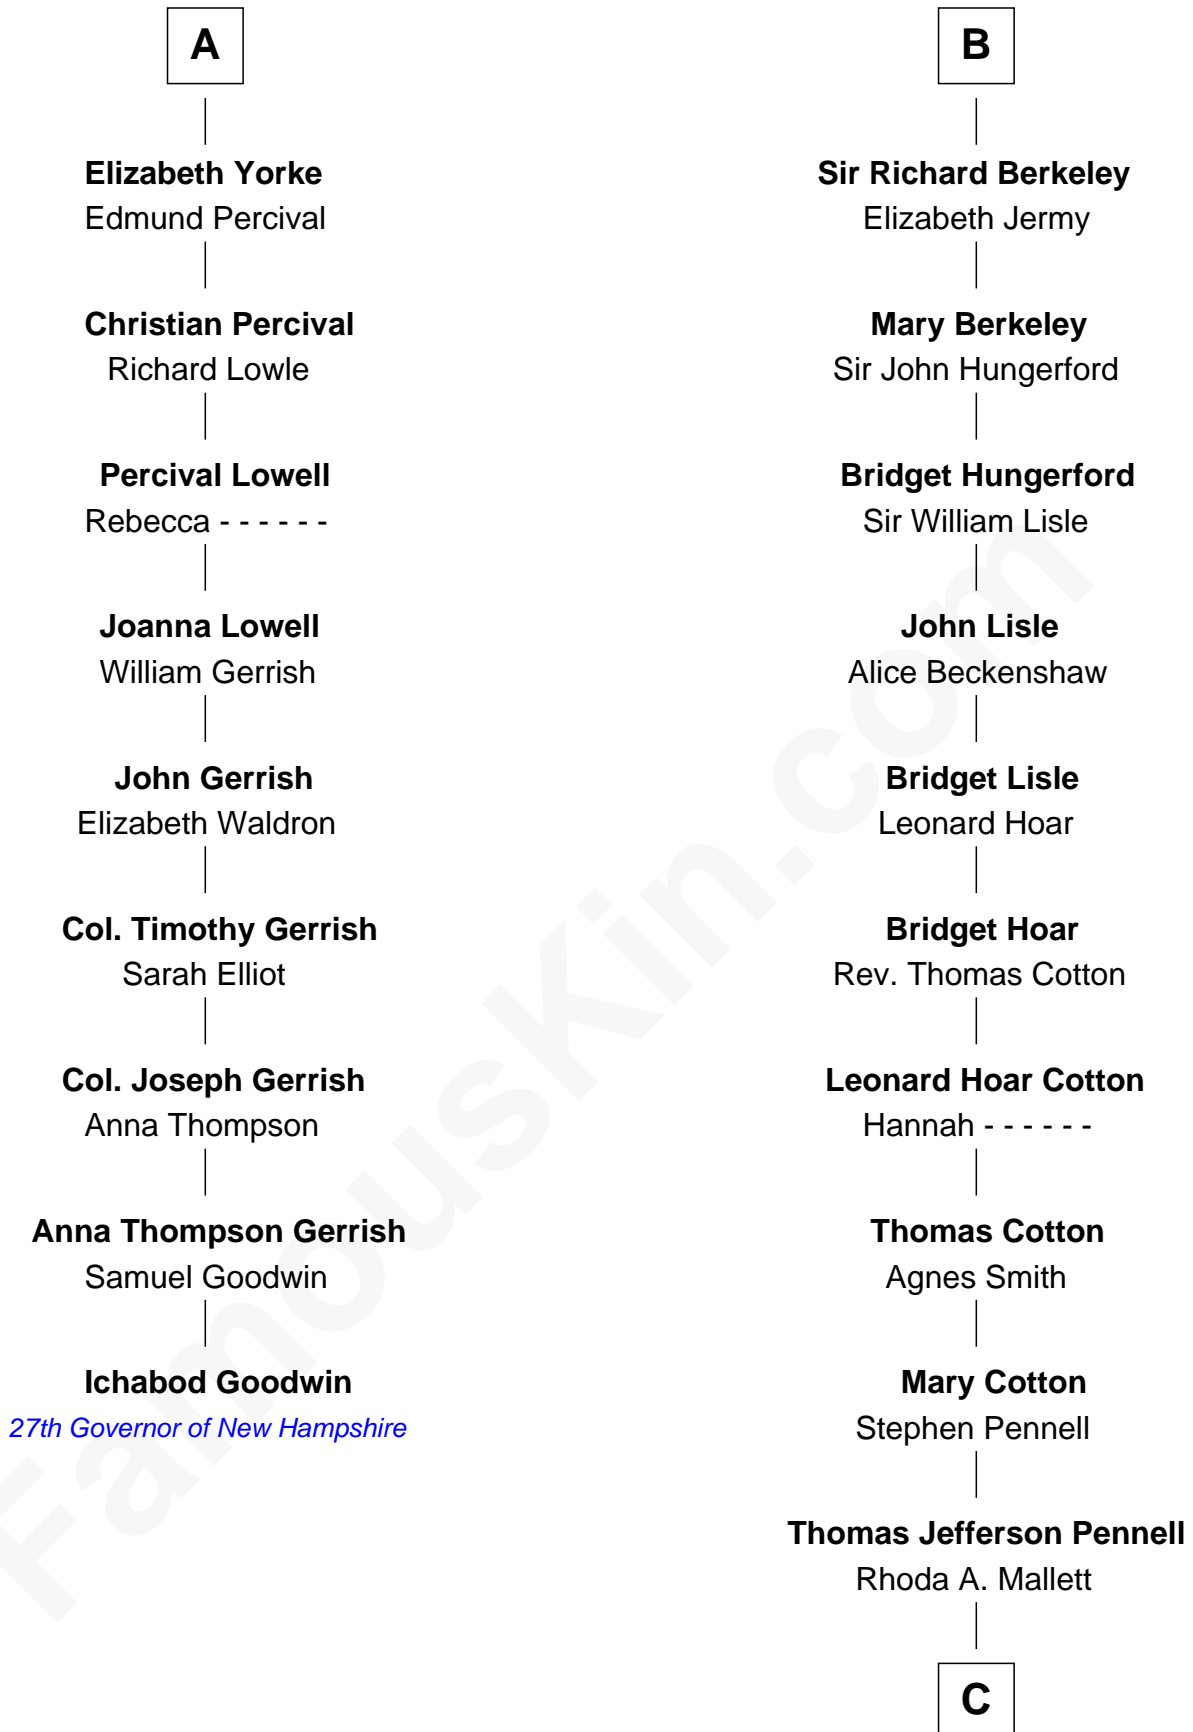 A
Elizabeth Yorke
Edmund Percival
Christian Percival
Richard Lowle
Percival Lowell
Rebecca - - - - - -
Joanna Lowell
William Gerrish
John Gerrish
Elizabeth Waldron
Col. Timothy Gerrish
Sarah Elliot
Col. Joseph Gerrish
Anna Thompson
Anna Thompson Gerrish
Samuel Goodwin
Ichabod Goodwin
27th Governor of New Hampshire
B
Sir Richard Berkeley
Elizabeth Jermy
Mary Berkeley
Sir John Hungerford
Bridget Hungerford
Sir William Lisle
John Lisle
Alice Beckenshaw
Bridget Lisle
Leonard Hoar
Bridget Hoar
Rev. Thomas Cotton
Leonard Hoar Cotton
Hannah - - - - - -
Thomas Cotton
Agnes Smith
Mary Cotton
Stephen Pennell
Thomas Jefferson Pennell
Rhoda A. Mallett
C
FamousKin.com